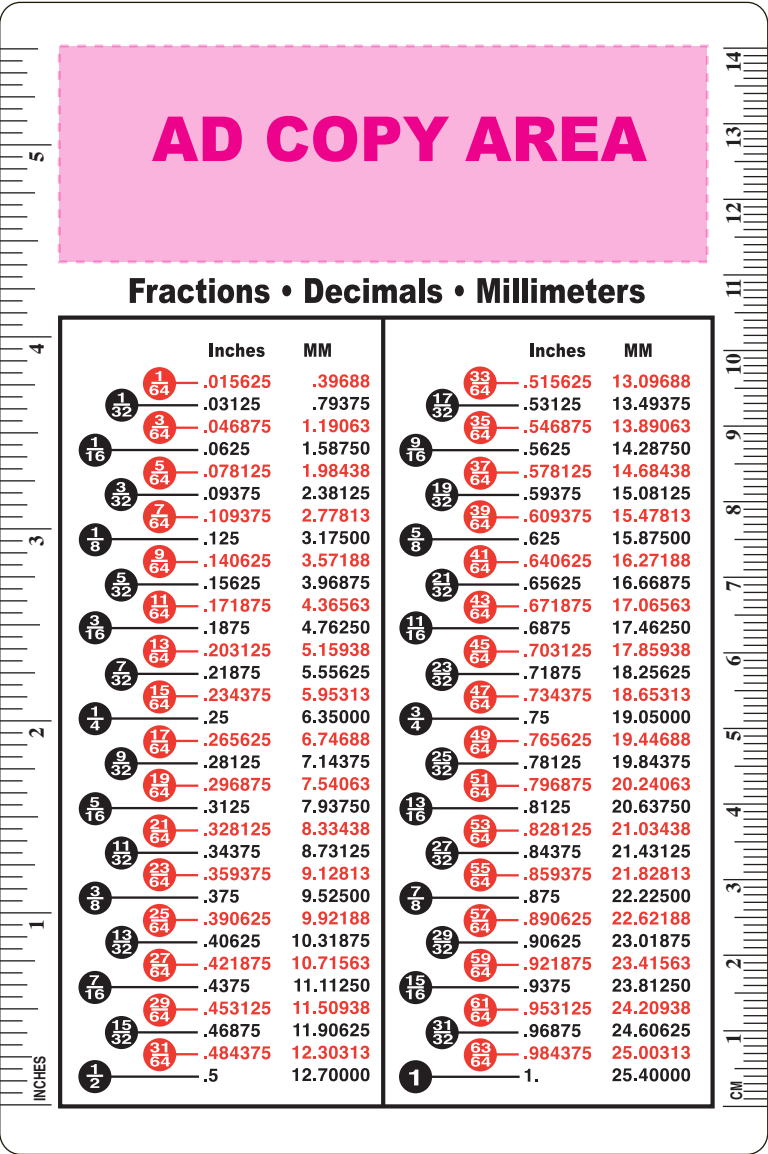 AD COPY AREA
Fractions • Decimals • Millimeters
Inches MM
1/64 .015625 .39688
1/32 .03125 .79375
3/64 .046875 1.19063
1/16 .0625 1.58750
5/64 .078125 1.98438
3/32 .09375 2.38125
7/64 .109375 2.77813
1/8 .125 3.17500
9/64 .140625 3.57188
5/32 .15625 3.96875
11/64 .171875 4.36563
3/16 .1875 4.76250
13/64 .203125 5.15938
7/32 .21875 5.55625
15/64 .234375 5.95313
1/4 .25 6.35000
17/64 .265625 6.74688
9/32 .28125 7.14375
19/64 .296875 7.54063
5/16 .3125 7.93750
21/64 .328125 8.33438
11/32 .34375 8.73125
23/64 .359375 9.12813
3/8 .375 9.52500
25/64 .390625 9.92188
13/32 .40625 10.31875
27/64 .421875 10.71563
7/16 .4375 11.11250
29/64 .453125 11.50938
15/32 .46875 11.90625
31/64 .484375 12.30313
1/2 .5 12.70000
Inches MM
33/64 .515625 13.09688
17/32 .53125 13.49375
35/64 .546875 13.89063
9/16 .5625 14.28750
37/64 .578125 14.68438
19/32 .59375 15.08125
39/64 .609375 15.47813
5/8 .625 15.87500
41/64 .640625 16.27188
21/32 .65625 16.66875
43/64 .671875 17.06563
11/16 .6875 17.46250
45/64 .703125 17.85938
23/32 .71875 18.25625
47/64 .734375 18.65313
3/4 .75 19.05000
49/64 .765625 19.44688
25/32 .78125 19.84375
51/64 .796875 20.24063
13/16 .8125 20.63750
53/64 .828125 21.03438
27/32 .84375 21.43125
55/64 .859375 21.82813
7/8 .875 22.22500
57/64 .890625 22.62188
29/32 .90625 23.01875
59/64 .921875 23.41563
15/16 .9375 23.81250
61/64 .953125 24.20938
31/32 .96875 24.60625
63/64 .984375 25.00313
1 1. 25.40000
INCHES 1 2 3 4 5
CM 1 2 3 4 5 6 7 8 9 10 11 12 13 14